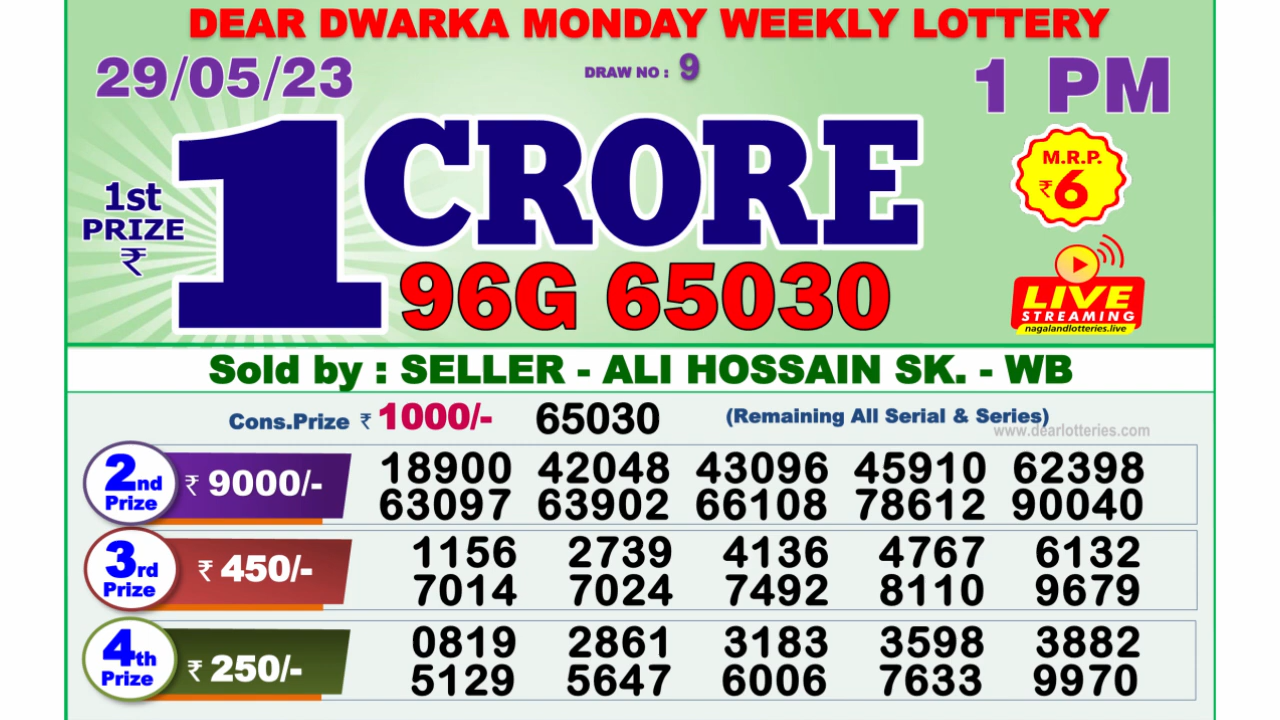 DEAR DWARKA MONDAY WEEKLY LOTTERY
29/05/23
DRAW NO : 9
1 PM
1st
PRIZE
₹
1 CRORE
96G 65030
M.R.P.
₹6
LIVE
STREAMING
nagalandlotteries.live
Sold by : SELLER - ALI HOSSAIN SK. - WB
Cons.Prize ₹ 1000/- 65030 (Remaining All Serial & Series)
www.dearlotteries.com
2nd Prize ₹ 9000/-
18900 42048 43096 45910 62398
63097 63902 66108 78612 90040
3rd Prize ₹ 450/-
1156 2739 4136 4767 6132
7014 7024 7492 8110 9679
4th Prize ₹ 250/-
0819 2861 3183 3598 3882
5129 5647 6006 7633 9970